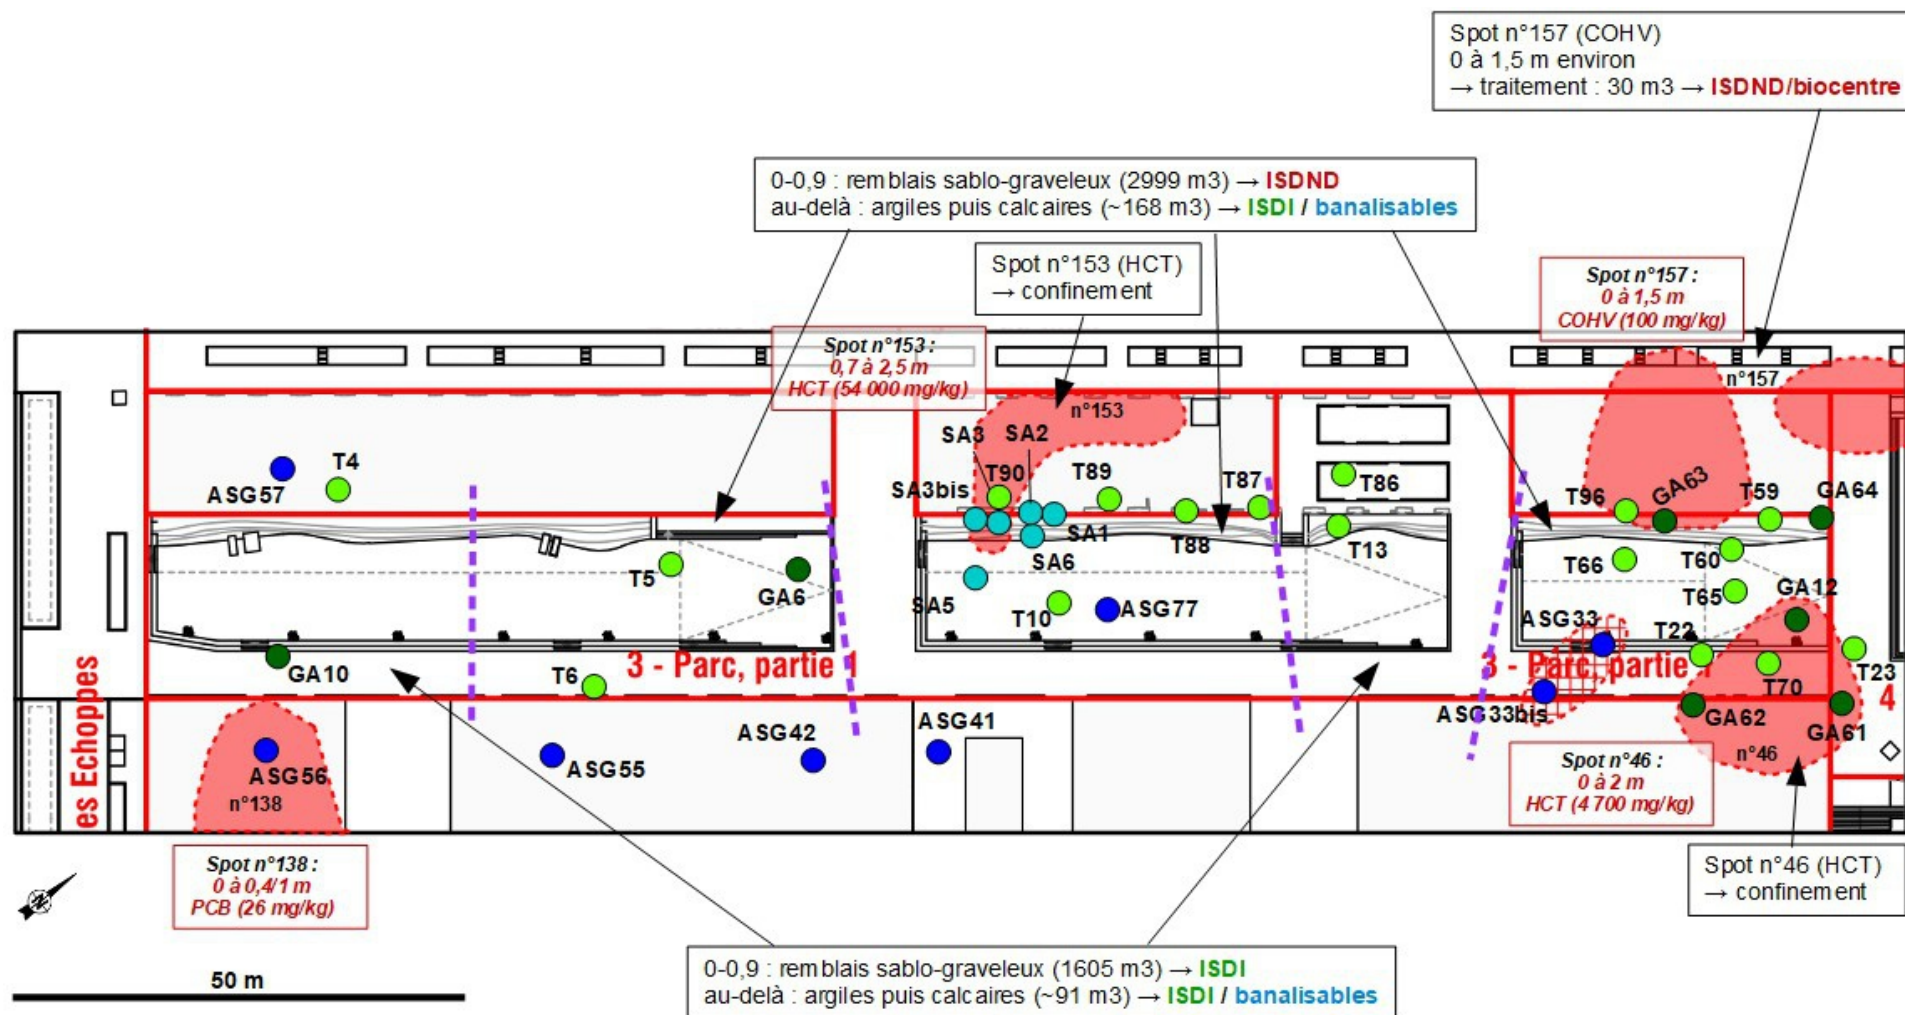 Spot n°157 (COHV)
0 à 1,5 m environ
→ traitement : 30 m3 → ISDND/biocentre
0-0,9 : remblais sablo-graveleux (2999 m3) → ISDND
au-delà : argiles puis calcaires (~168 m3) → ISDI / banalisables
Spot n°153 (HCT)
→ confinement
Spot n°157 :
0 à 1,5 m
COHV (100 mg/kg)
Spot n°153 :
0,7 à 2,5 m
HCT (54 000 mg/kg)
n°157
n°153
SA3
SA2
T4
ASG57
T90
T89
T87
T86
SA3bis
T96
GA63
T59
GA64
SA1
T88
T13
SA6
T5
GA6
SA5
T10
ASG77
T66
T60
GA12
T65
ASG33
T22
GA10
T6
3 - Parc, partie 1
3 - Parc, partie 1
T70
T23
4
ASG33bis
GA62
GA61
es Echoppes
ASG56
n°138
ASG55
ASG42
ASG41
n°46
Spot n°46 :
0 à 2 m
HCT (4 700 mg/kg)
Spot n°138 :
0 à 0,4/1 m
PCB (26 mg/kg)
Spot n°46 (HCT)
→ confinement
N
50 m
0-0,9 : remblais sablo-graveleux (1605 m3) → ISDI
au-delà : argiles puis calcaires (~91 m3) → ISDI / banalisables